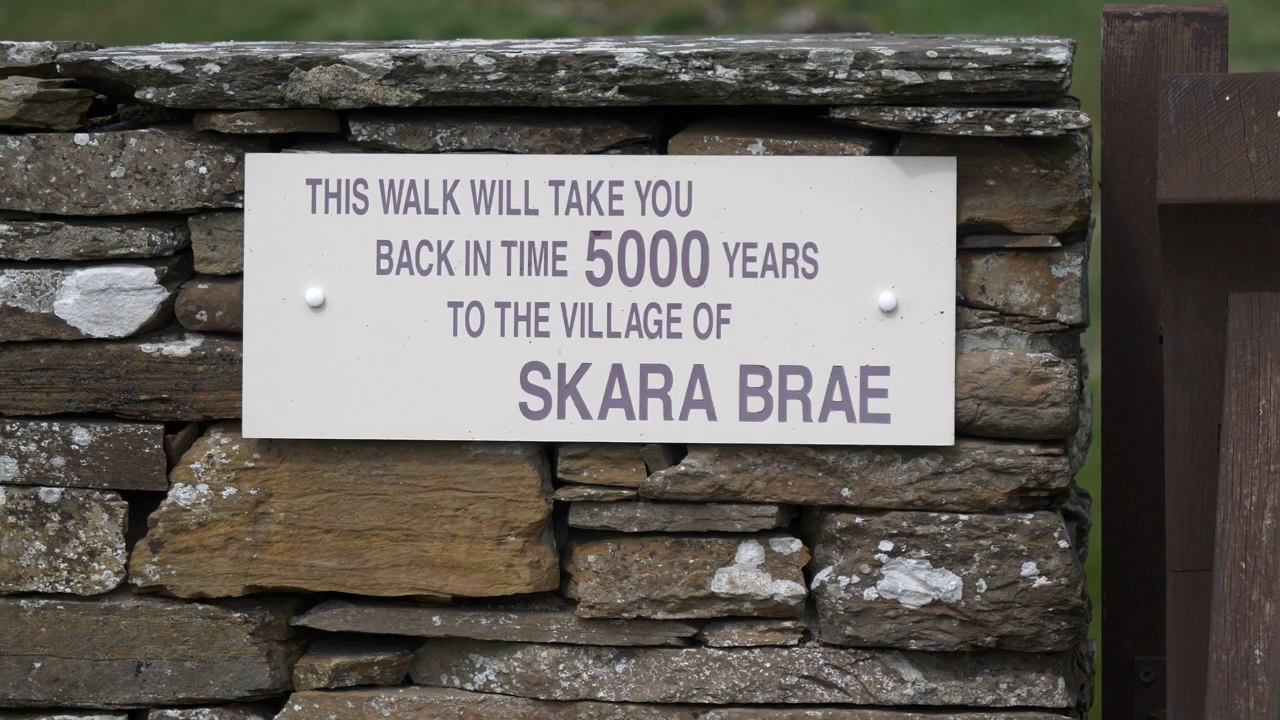 THIS WALK WILL TAKE YOU
BACK IN TIME 5000 YEARS
TO THE VILLAGE OF
SKARA BRAE